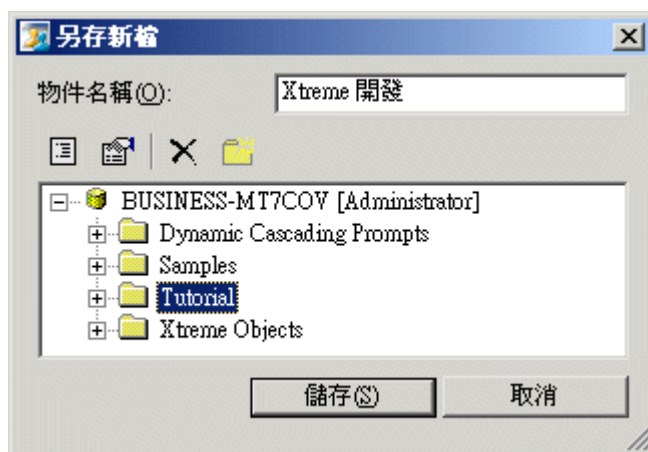 另存新檔
物件名稱(O):
Xtreme 開發
BUSINESS-MT7COV [Administrator]
Dynamic Cascading Prompts
Samples
Tutorial
Xtreme Objects
儲存(S)
取消